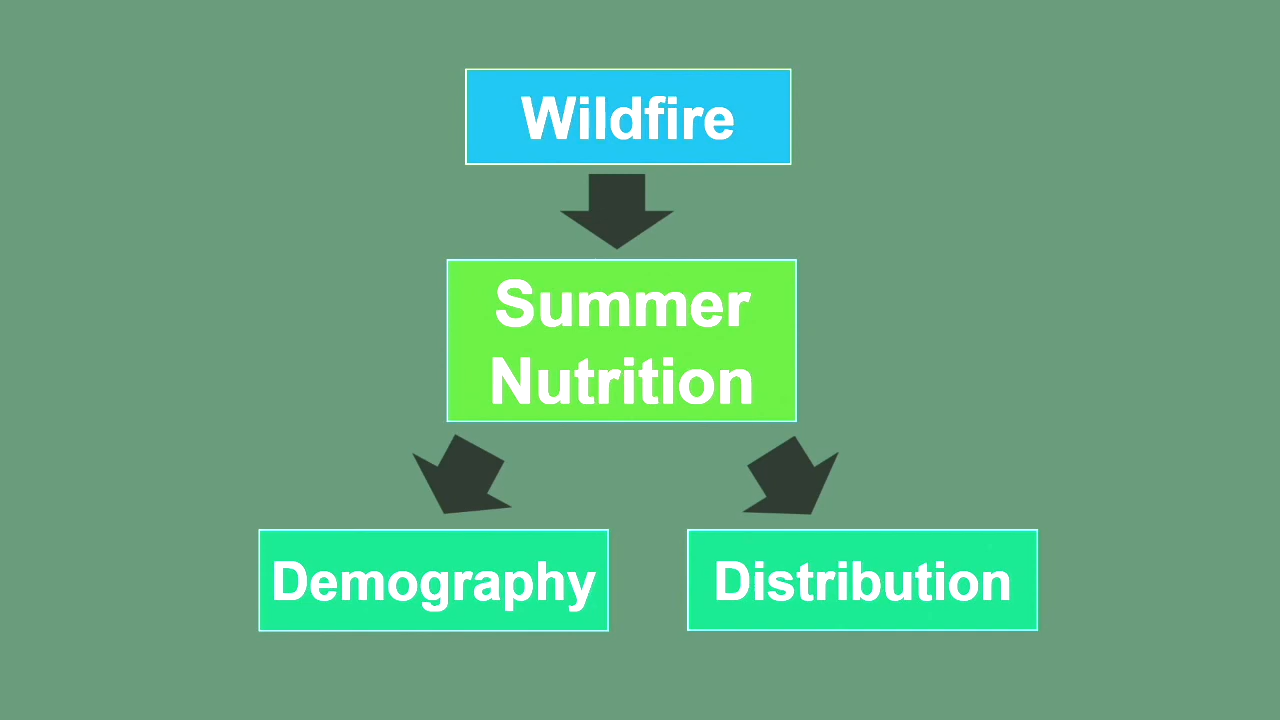 Wildfire
Summer
Nutrition
Demography
Distribution